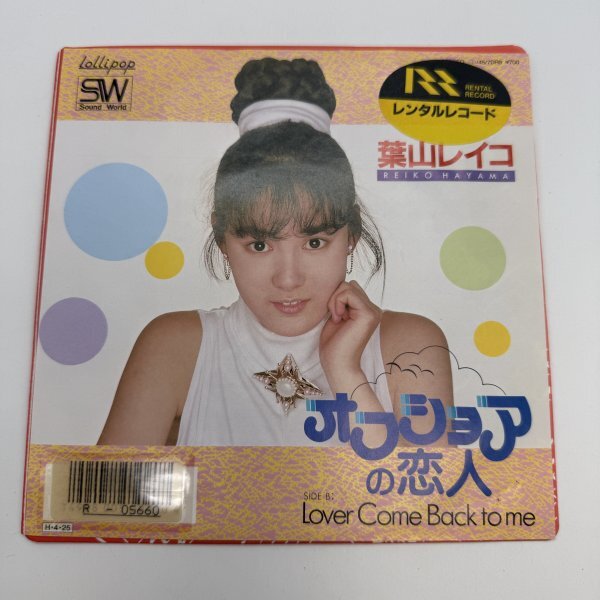 Lollipop
SW
Sound World
¥700
RR
RENTAL
RECORD
レンタルレコード
葉山レイコ
REIKO HAYAMA
オフショア
の恋人
SIDE B:
Lover Come Back to me
R - 05660
H-4-25